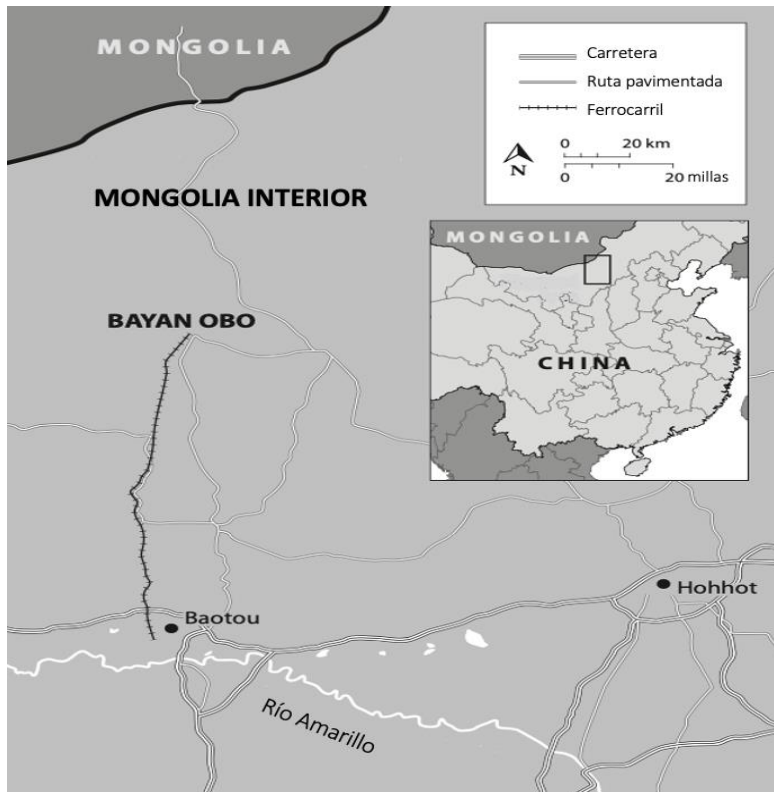 MONGOLIA
Carretera
Ruta pavimentada
Ferrocarril
0 20 km
N
0 20 millas
MONGOLIA INTERIOR
MONGOLIA
BAYAN OBO
CHINA
Hohhot
Baotou
Río Amarillo